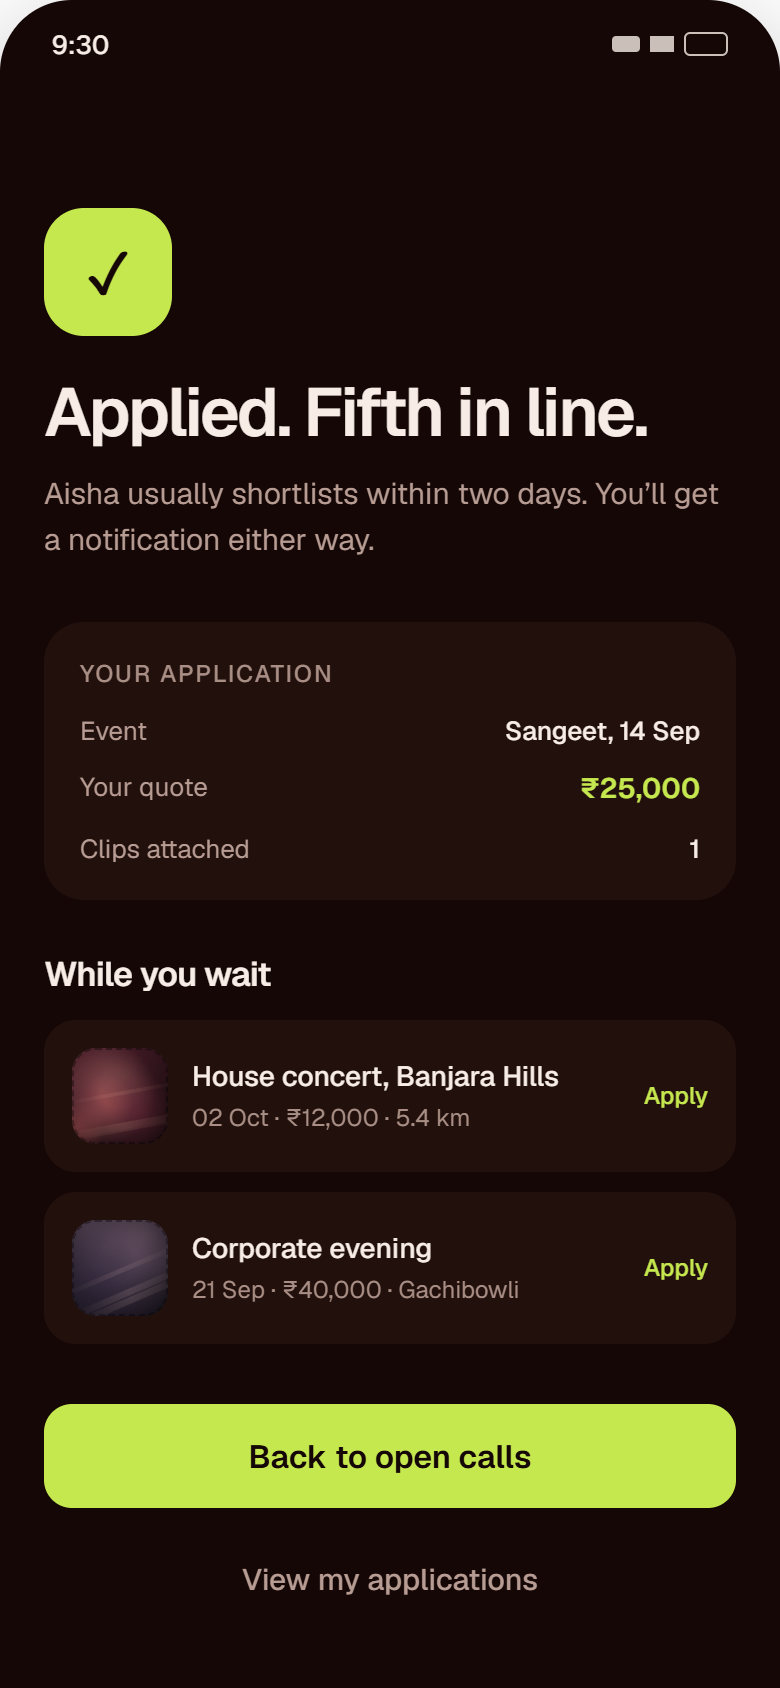 9:30
✓
Applied. Fifth in line.
Aisha usually shortlists within two days. You’ll get
a notification either way.
YOUR APPLICATION
Event Sangeet, 14 Sep
Your quote ₹25,000
Clips attached 1
While you wait
House concert, Banjara Hills
02 Oct · ₹12,000 · 5.4 km
Apply
Corporate evening
21 Sep · ₹40,000 · Gachibowli
Apply
Back to open calls
View my applications